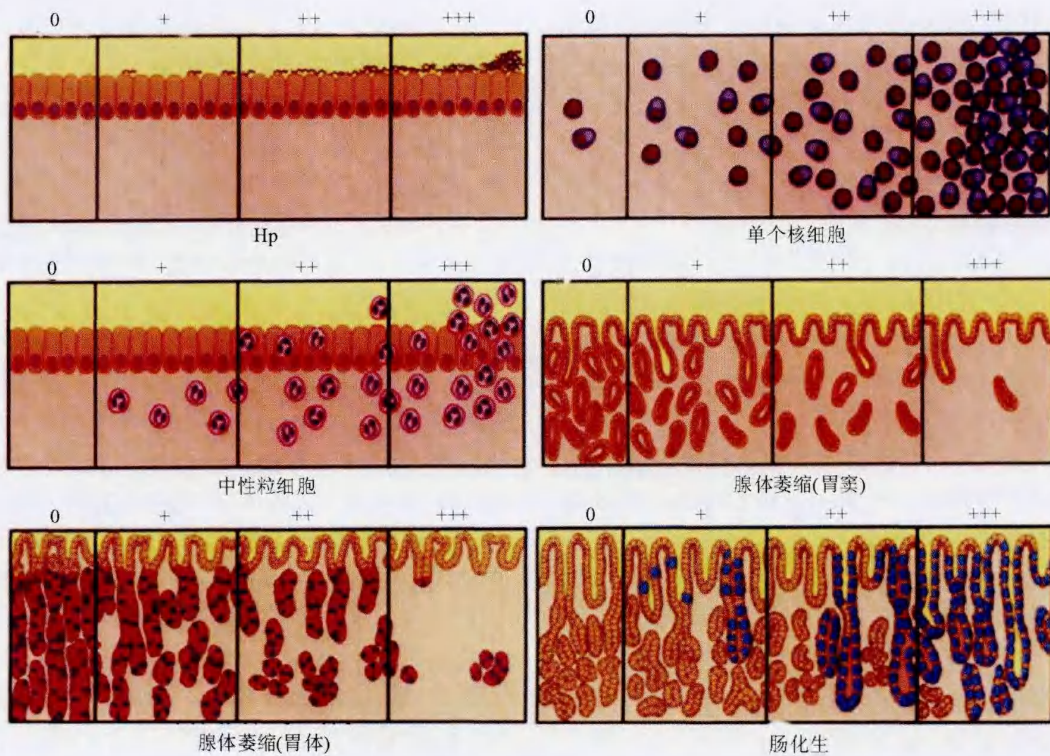 0 + ++ +++
0 + ++ +++
Hp
单个核细胞
0 + ++ +++
0 + ++ +++
中性粒细胞
腺体萎缩(胃窦)
0 + ++ +++
0 + ++ +++
腺体萎缩(胃体)
肠化生